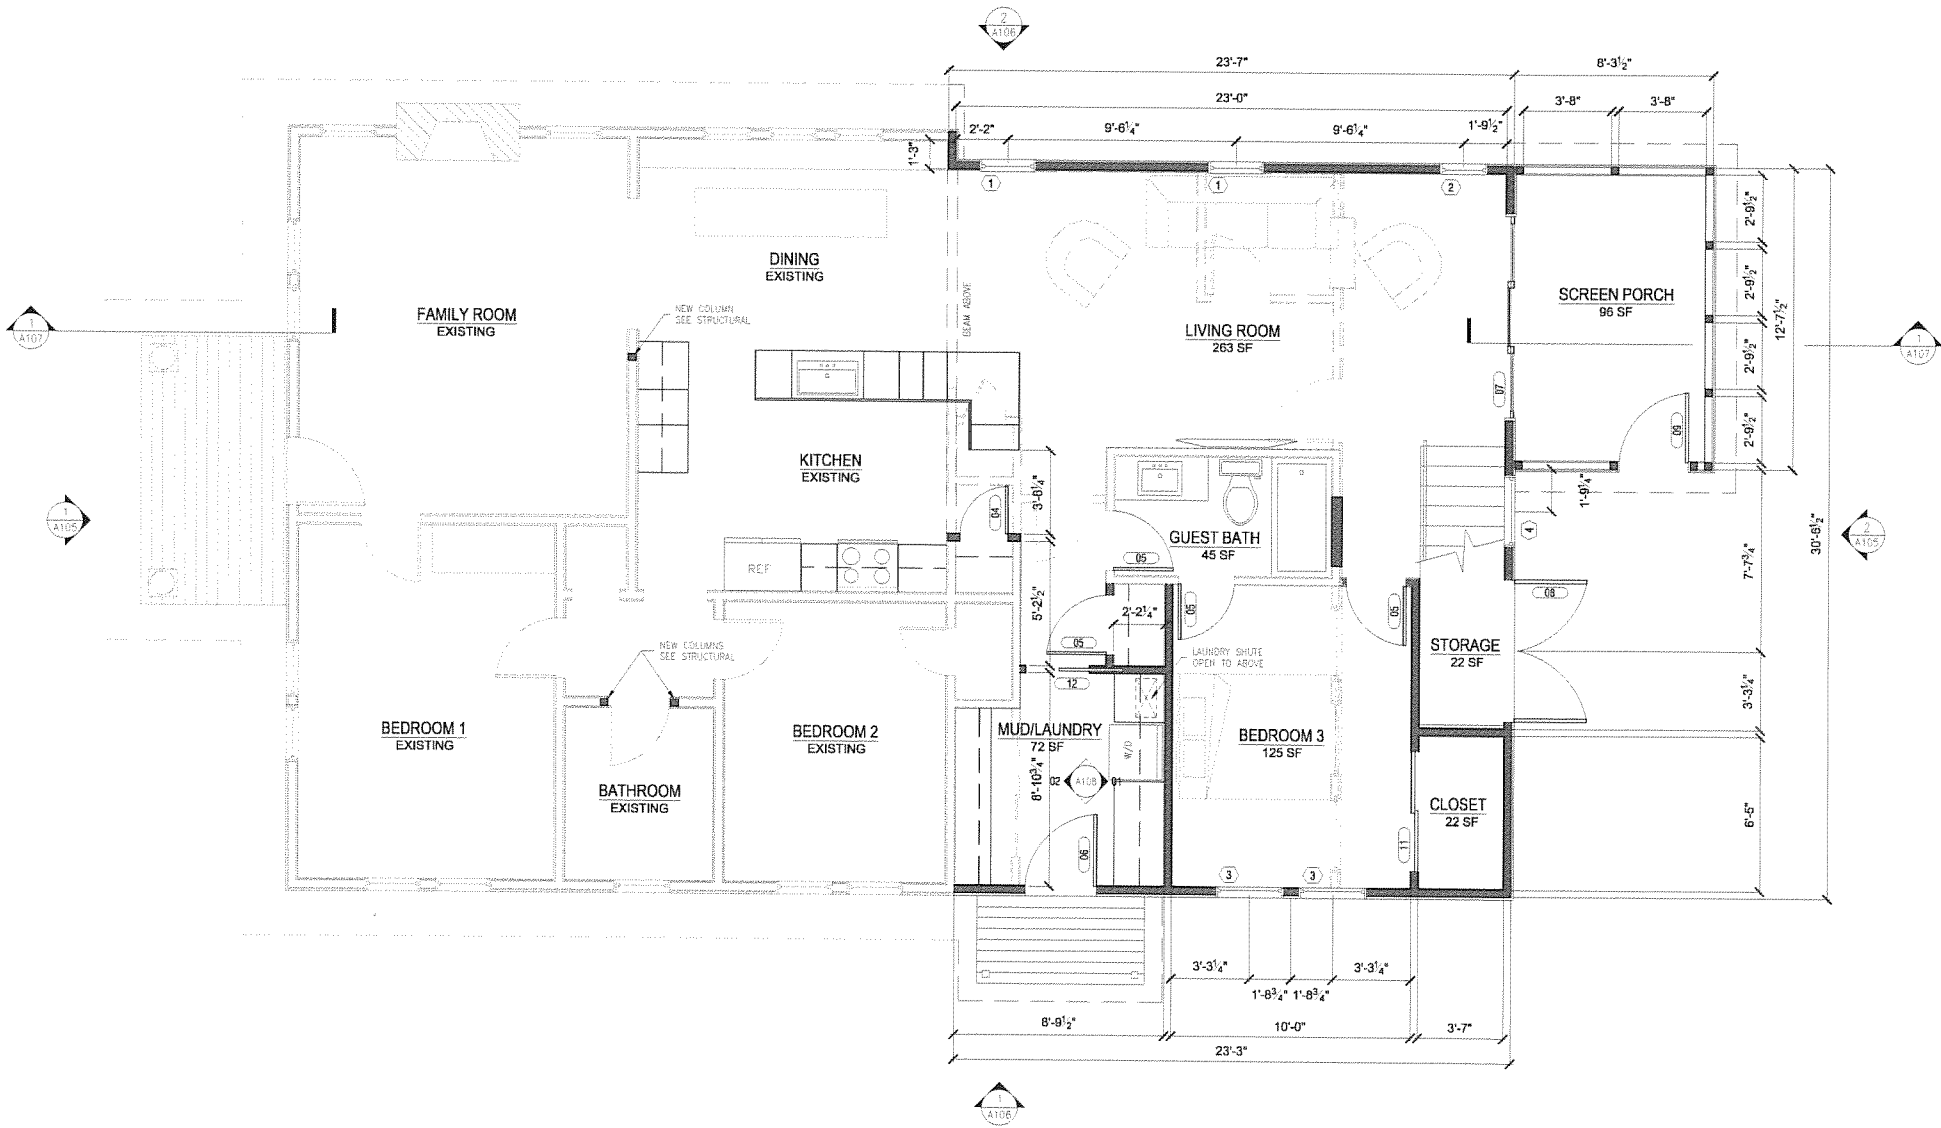 2
A106
23'-7"
8'-3½"
23'-0"
3'-8"
3'-8"
2'-2"
9'-6¼"
9'-6¼"
1'-9½"
1'-3"
1
1
2
2'-9½"
2'-9½"
2'-9½"
2'-9½"
12'-7½"
30'-6½"
DINING
EXISTING
FAMILY ROOM
EXISTING
NEW COLUMN
SEE STRUCTURAL
BEAM ABOVE
LIVING ROOM
263 SF
SCREEN PORCH
96 SF
1
A107
1
A107
07
09
KITCHEN
EXISTING
3'-6¼"
04
1'-9¼"
4
1
A105
2
A105
GUEST BATH
45 SF
05
REF
5'-2½"
2'-2¼"
05
05
05
08
7'-7¾"
NEW COLUMNS
SEE STRUCTURAL
LAUNDRY SHUTE
OPEN TO ABOVE
STORAGE
22 SF
12
3'-3¼"
BEDROOM 1
EXISTING
BEDROOM 2
EXISTING
MUD/LAUNDRY
72 SF
W/D
BEDROOM 3
125 SF
8'-10¾"
02
A108
01
BATHROOM
EXISTING
CLOSET
22 SF
6'-5"
06
11
3
3
3'-3¼"
3'-3¼"
1'-8¾"
1'-8¾"
8'-9½"
10'-0"
3'-7"
23'-3"
1
A106